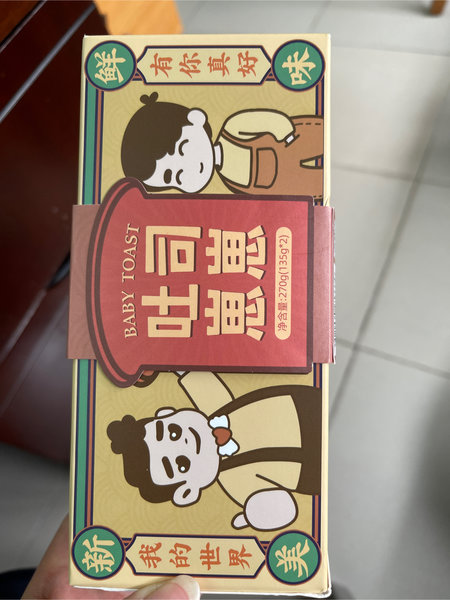 新
鲜
BABY TOAST
吐司
崽崽
净含量:270g(135g*2)
我的世界
有你真好
美
味